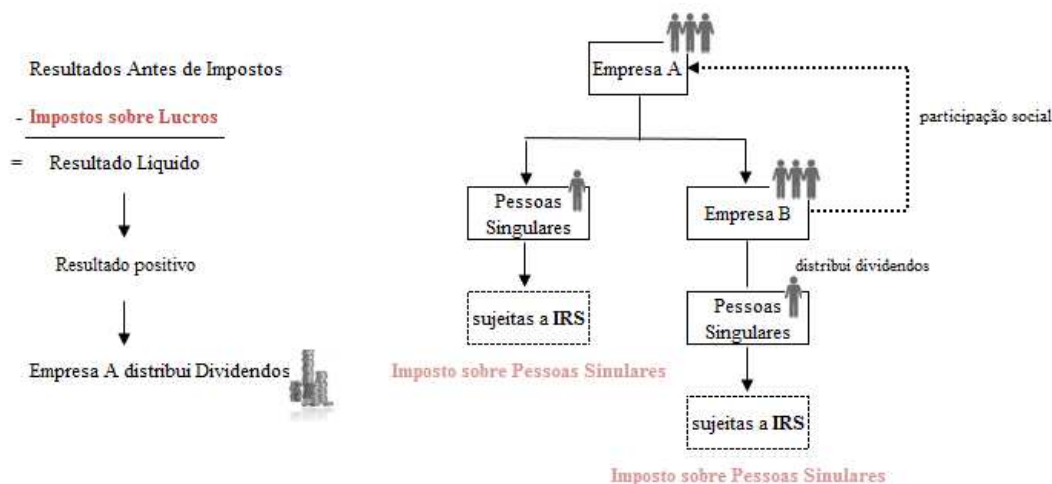 Resultados Antes de Impostos
- Impostos sobre Lucros
= Resultado Liquido
Resultado positivo
Empresa A distribui Dividendos
Empresa A
participação social
Pessoas
Singulares
Empresa B
distribui dividendos
sujeitas a IRS
Pessoas
Singulares
Imposto sobre Pessoas Sinulares
sujeitas a IRS
Imposto sobre Pessoas Sinulares